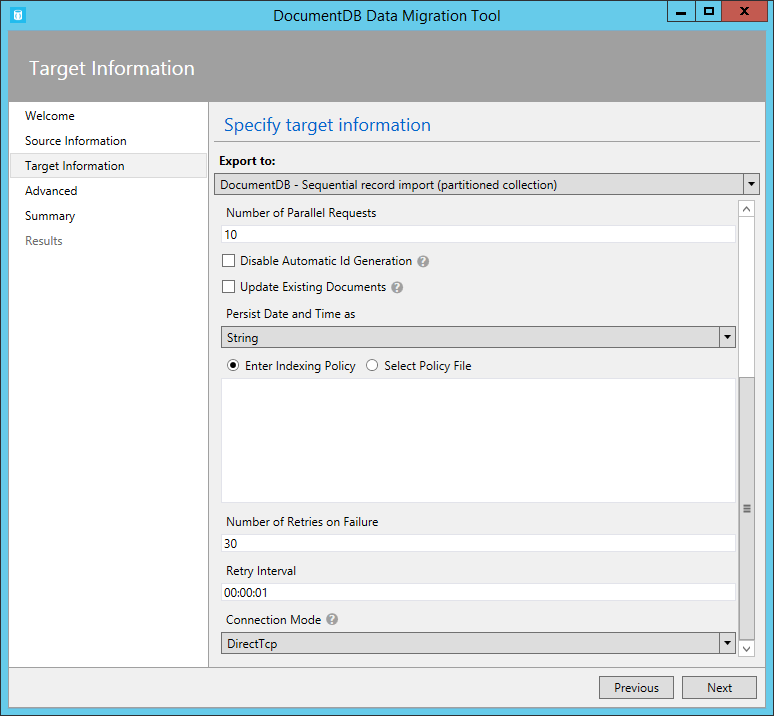 DocumentDB Data Migration Tool
Target Information
Welcome
Source Information
Target Information
Advanced
Summary
Results
Specify target information
Export to:
DocumentDB - Sequential record import (partitioned collection)
Number of Parallel Requests
10
Disable Automatic Id Generation ?
Update Existing Documents ?
Persist Date and Time as
String
Enter Indexing Policy Select Policy File
Number of Retries on Failure
30
Retry Interval
00:00:01
Connection Mode ?
DirectTcp
Previous Next